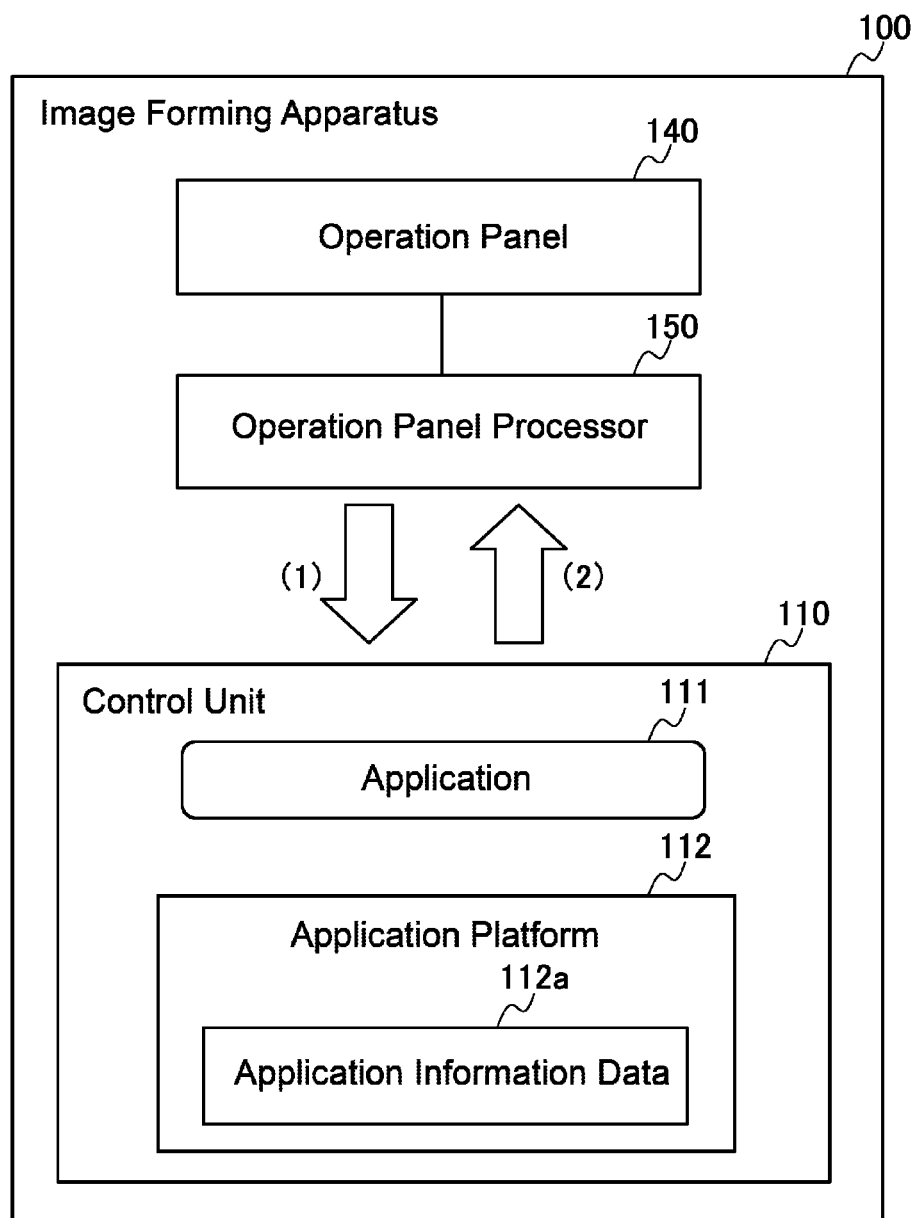 100
Image Forming Apparatus
140
Operation Panel
150
Operation Panel Processor
(1)
(2)
110
Control Unit
111
Application
112
Application Platform
112a
Application Information Data